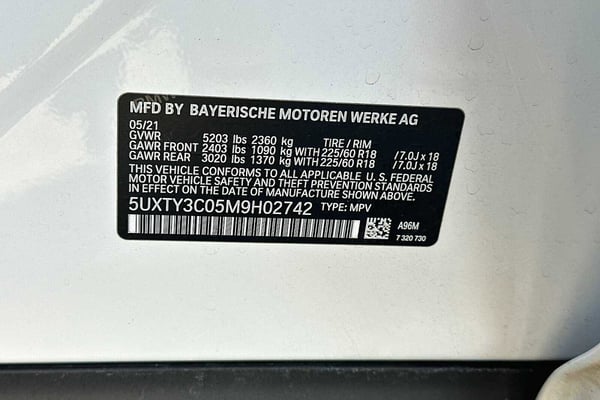 MFD BY BAYERISCHE MOTOREN WERKE AG
05/21
GVWR 5203 lbs 2360 kg TIRE / RIM
GAWR FRONT 2403 lbs 1090 kg WITH 225/60 R18 /7.0J x 18
GAWR REAR 3020 lbs 1370 kg WITH 225/60 R18 /7.0J x 18
THIS VEHICLE CONFORMS TO ALL APPLICABLE U. S. FEDERAL
MOTOR VEHICLE SAFETY AND THEFT PREVENTION STANDARDS
IN EFFECT ON THE DATE OF MANUFACTURE SHOWN ABOVE.
5UXTY3C05M9H02742 TYPE: MPV
A96M
7 320 730